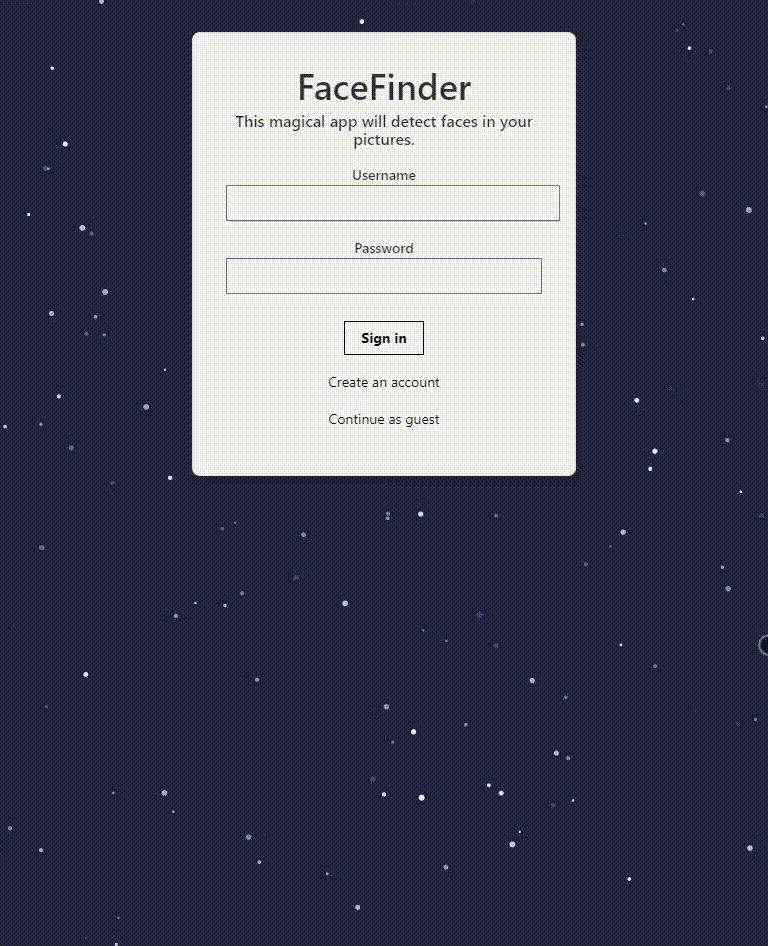 FaceFinder
This magical app will detect faces in your
pictures.
Username
Password
Sign in
Create an account
Continue as guest